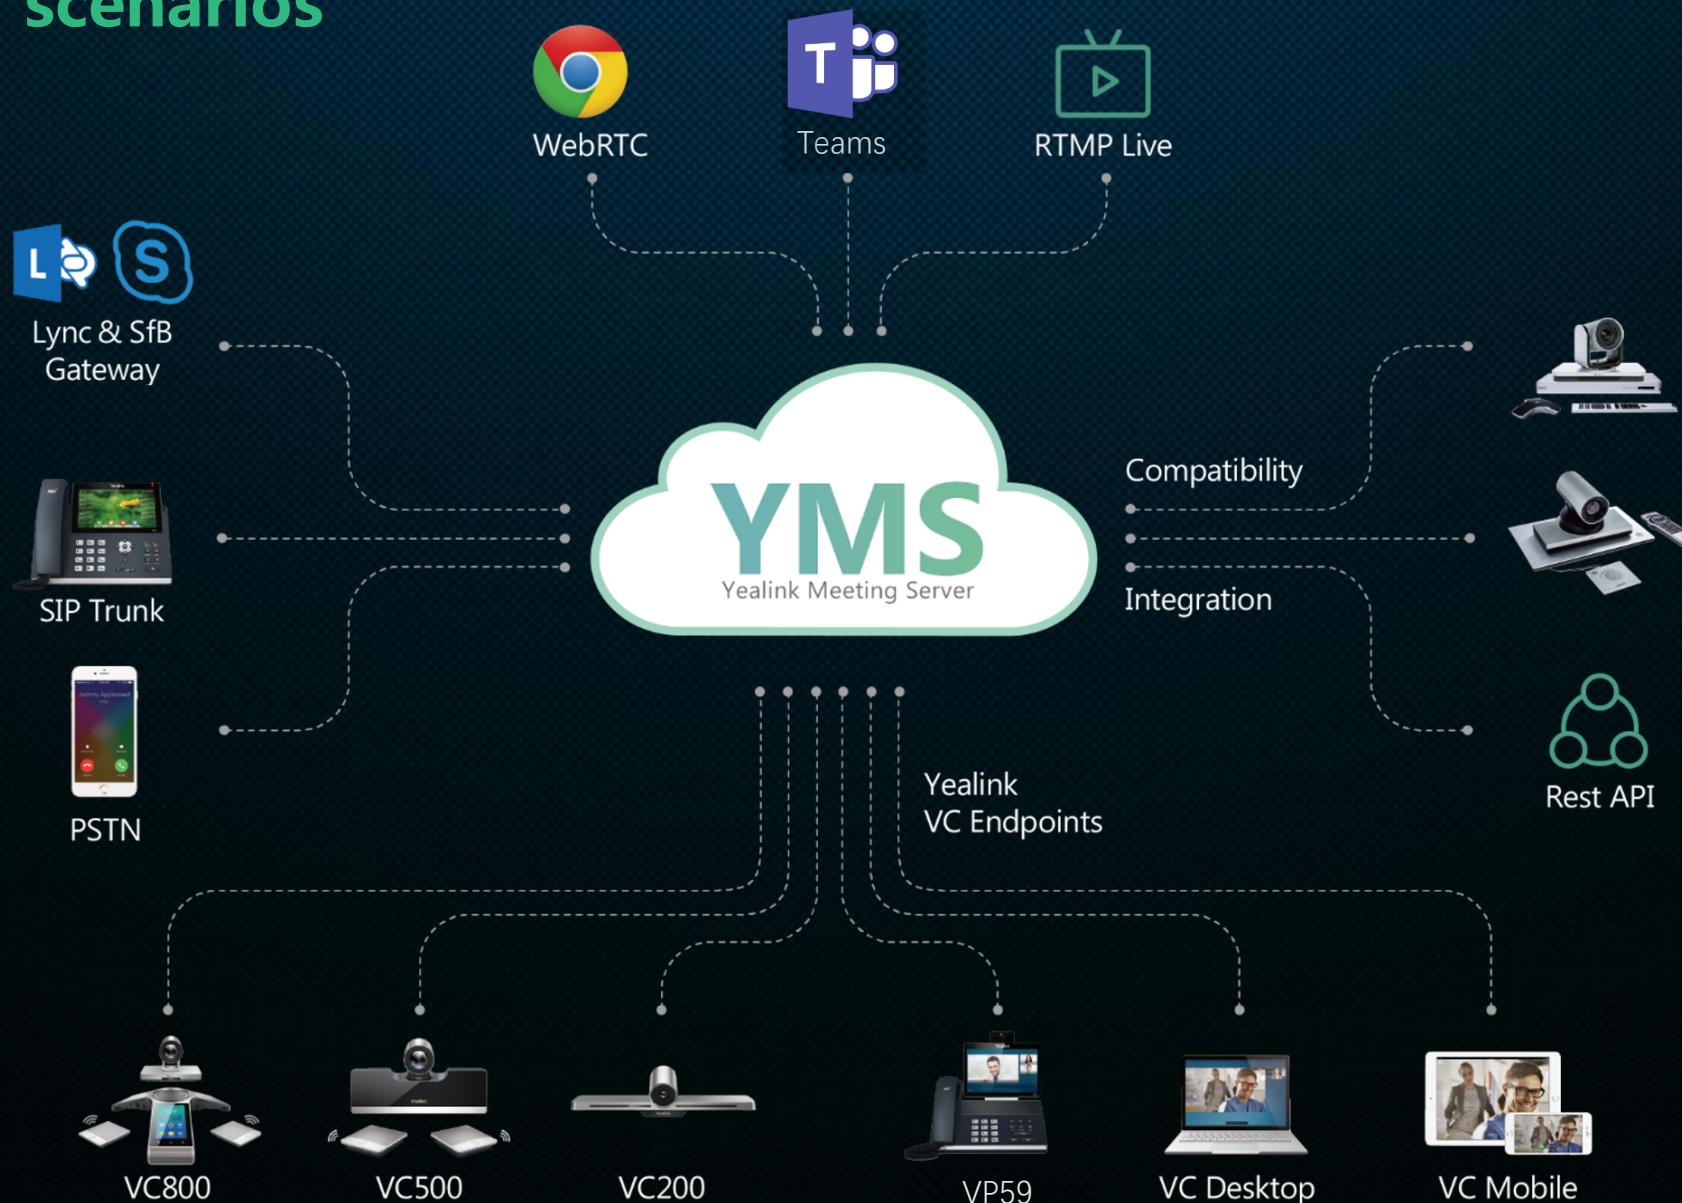 scenarios
WebRTC
Teams
RTMP Live
Lync & SfB
Gateway
Compatibility
YMS
Yealink Meeting Server
Integration
SIP Trunk
PSTN
Yealink
VC Endpoints
Rest API
VC800
VC500
VC200
VP59
VC Desktop
VC Mobile